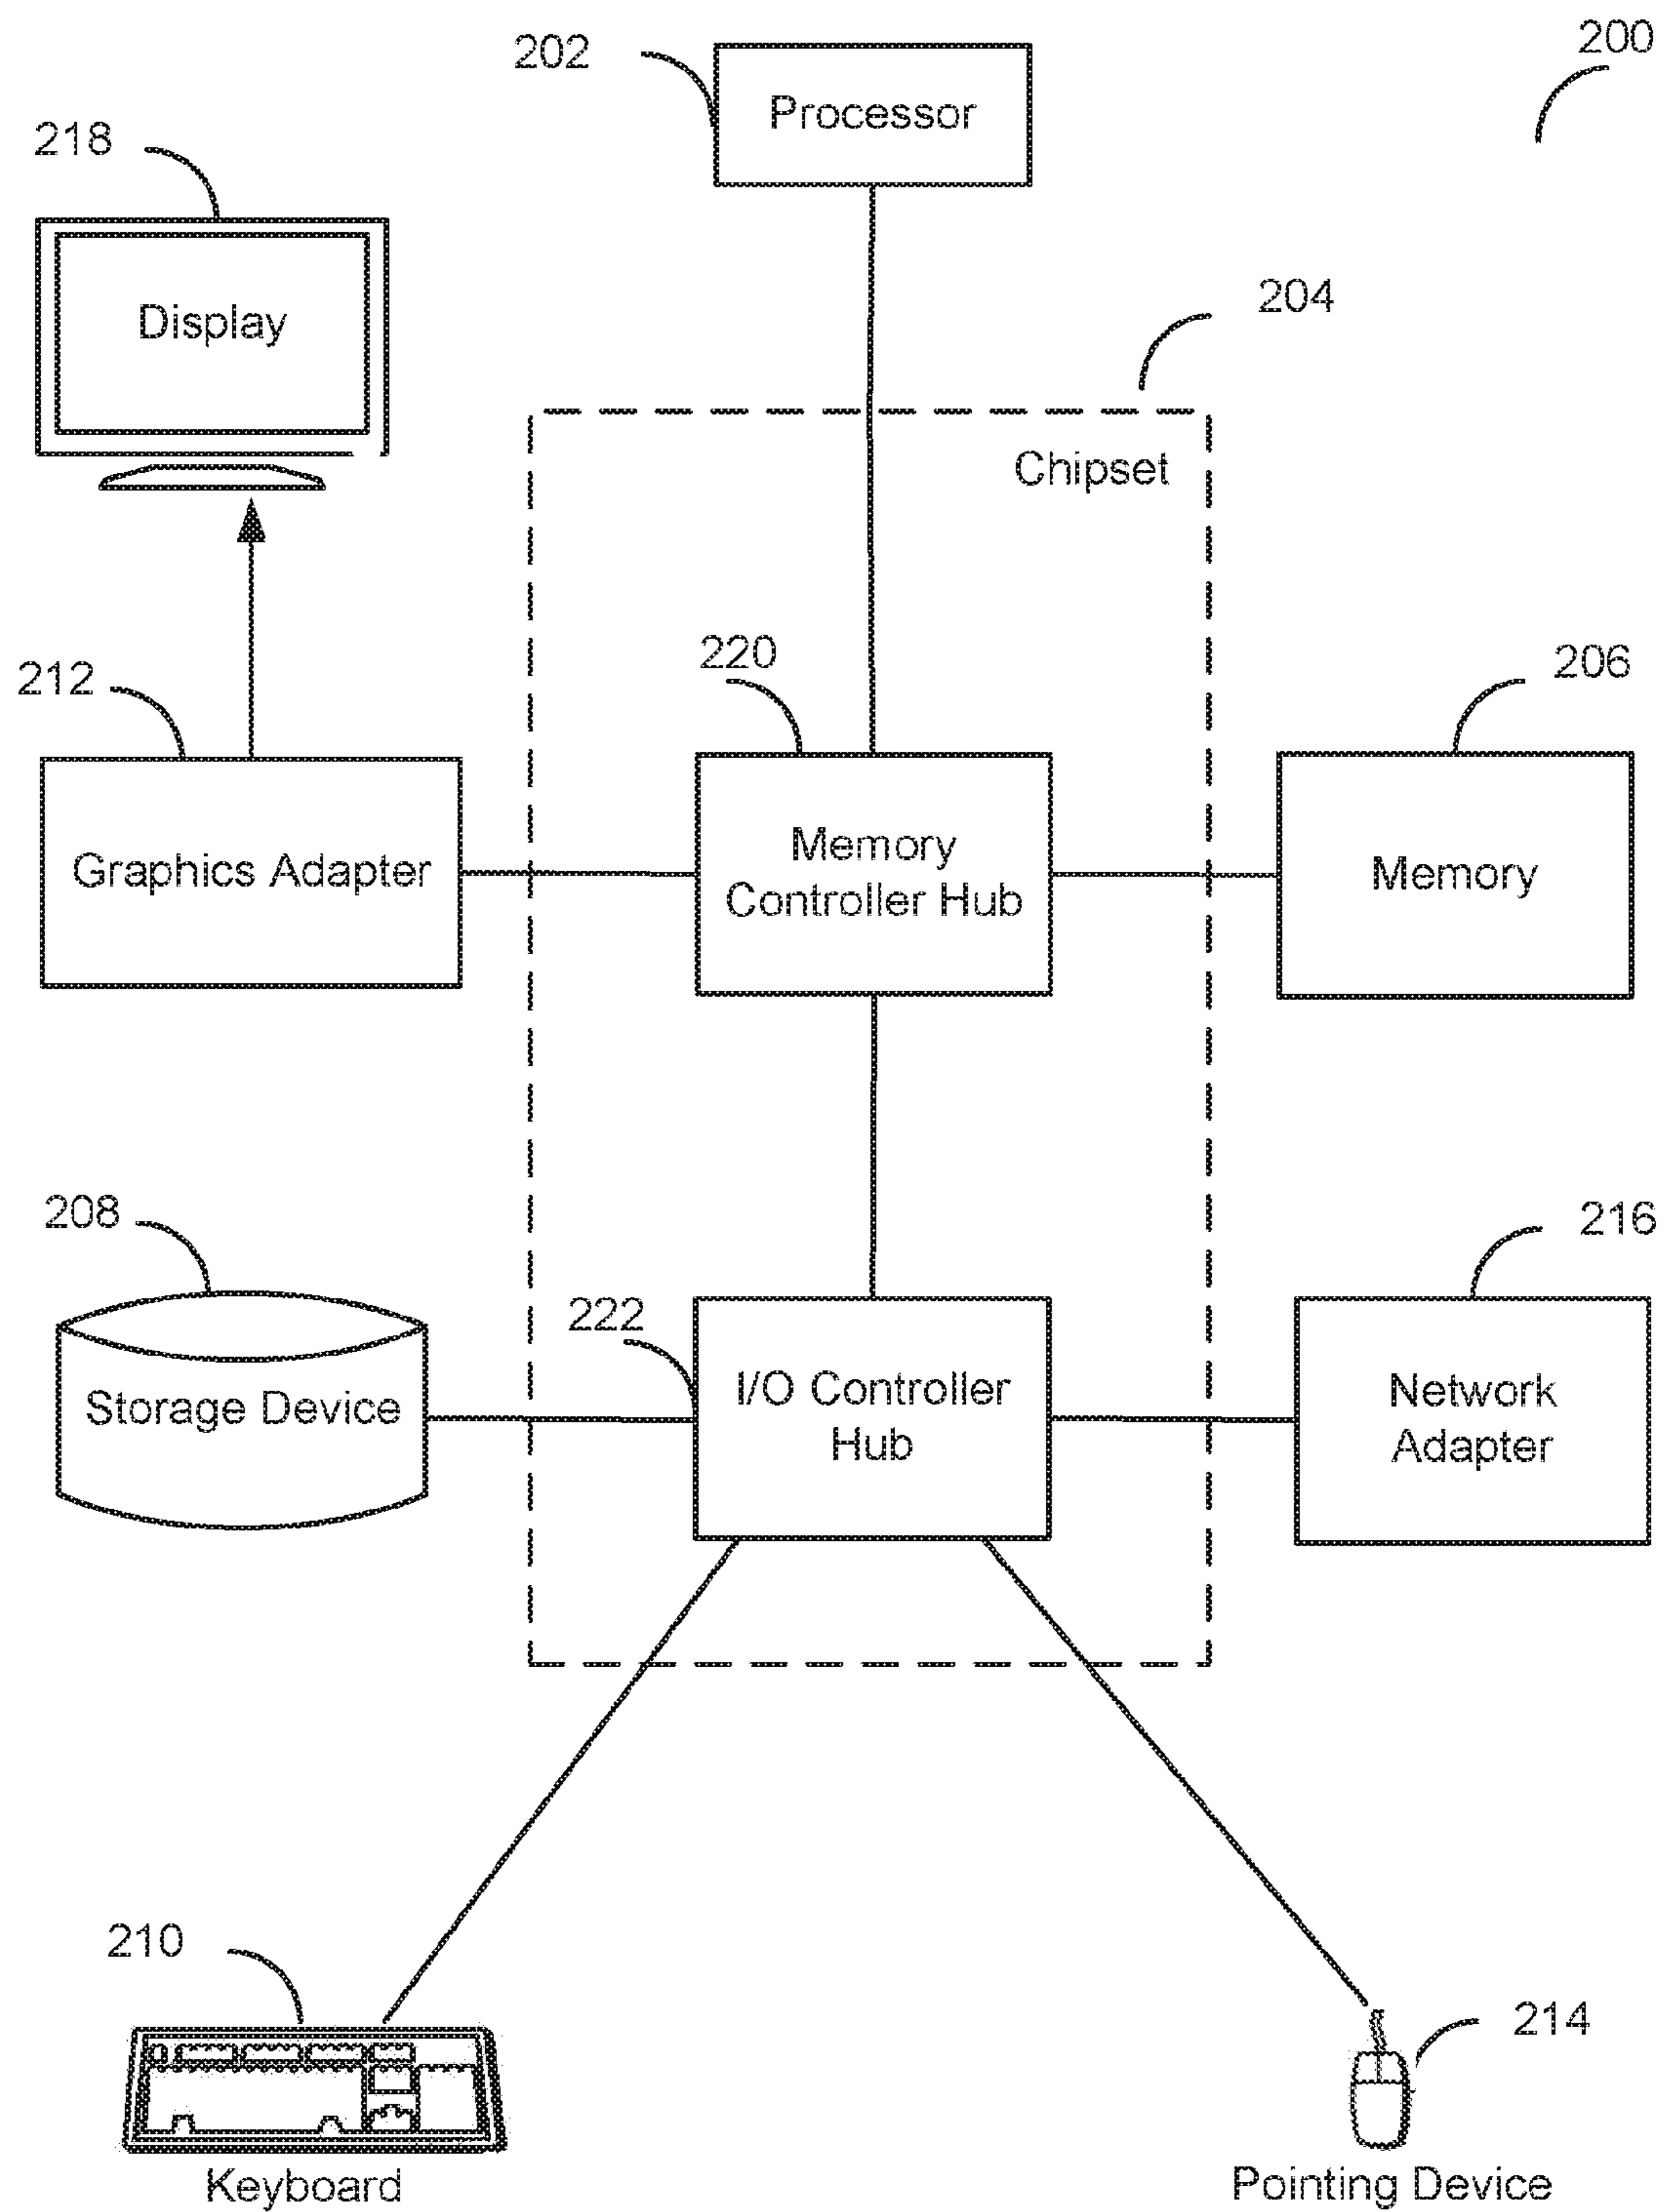 202
Processor
200
218
Display
204
Chipset
220
206
212
Memory
Controller Hub
Graphics Adapter
Memory
208
216
222
I/O Controller
Hub
Storage Device
Network
Adapter
210
214
Keyboard
Pointing Device